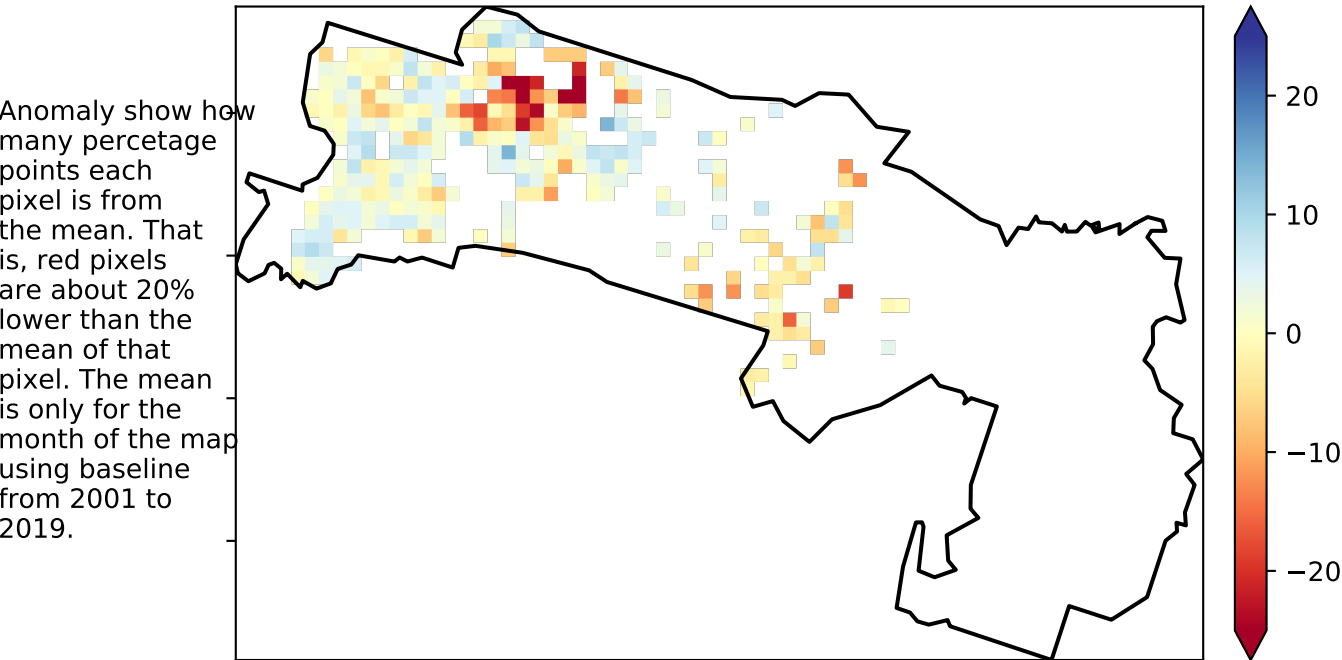 Anomaly show how
many percetage
points each
pixel is from
the mean. That
is, red pixels
are about 20%
lower than the
mean of that
pixel. The mean
is only for the
month of the map
using baseline
from 2001 to
2019.
20
10
0
−10
−20